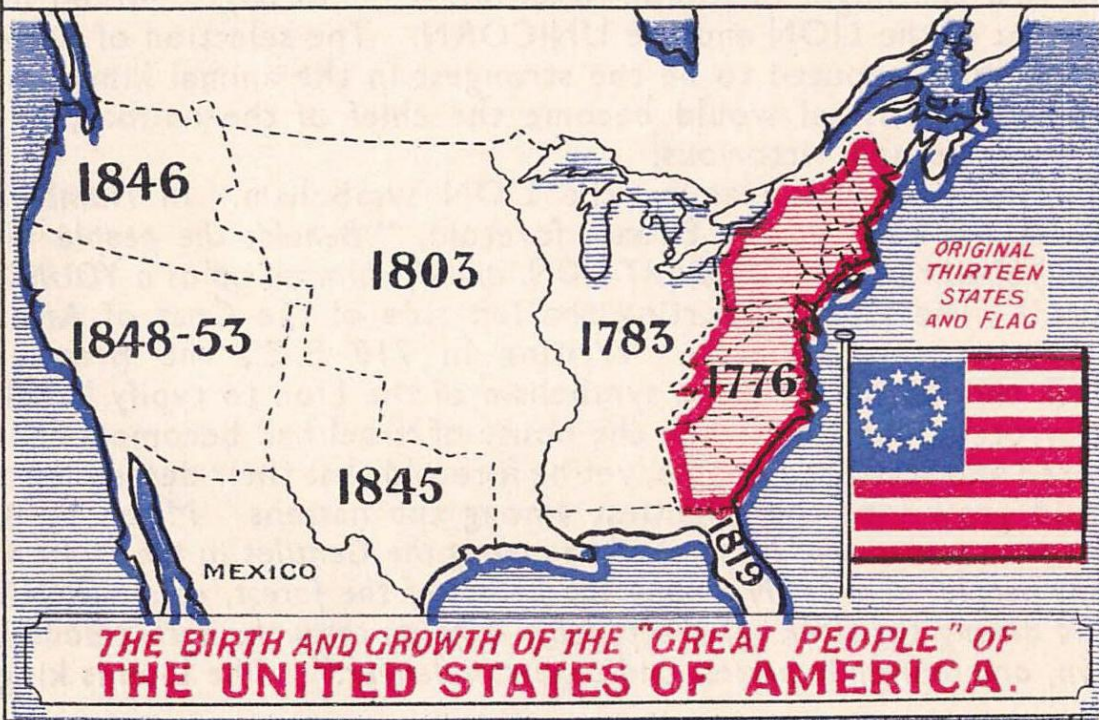 1846
1803
1848-53
1783
1776
1845
1819
MEXICO
ORIGINAL
THIRTEEN
STATES
AND FLAG
THE BIRTH AND GROWTH OF THE "GREAT PEOPLE" OF
THE UNITED STATES OF AMERICA.